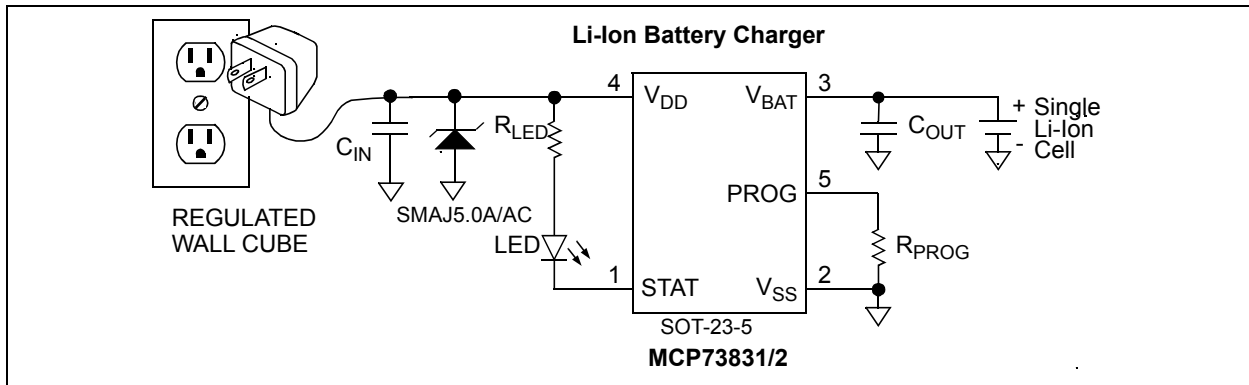 Li-Ion Battery Charger
4
VDD
VBAT
3
CIN
RLED
COUT
+ Single
Li-Ion
- Cell
SMAJ5.0A/AC
PROG
5
REGULATED
WALL CUBE
LED
RPROG
1
STAT
VSS
2
SOT-23-5
MCP73831/2